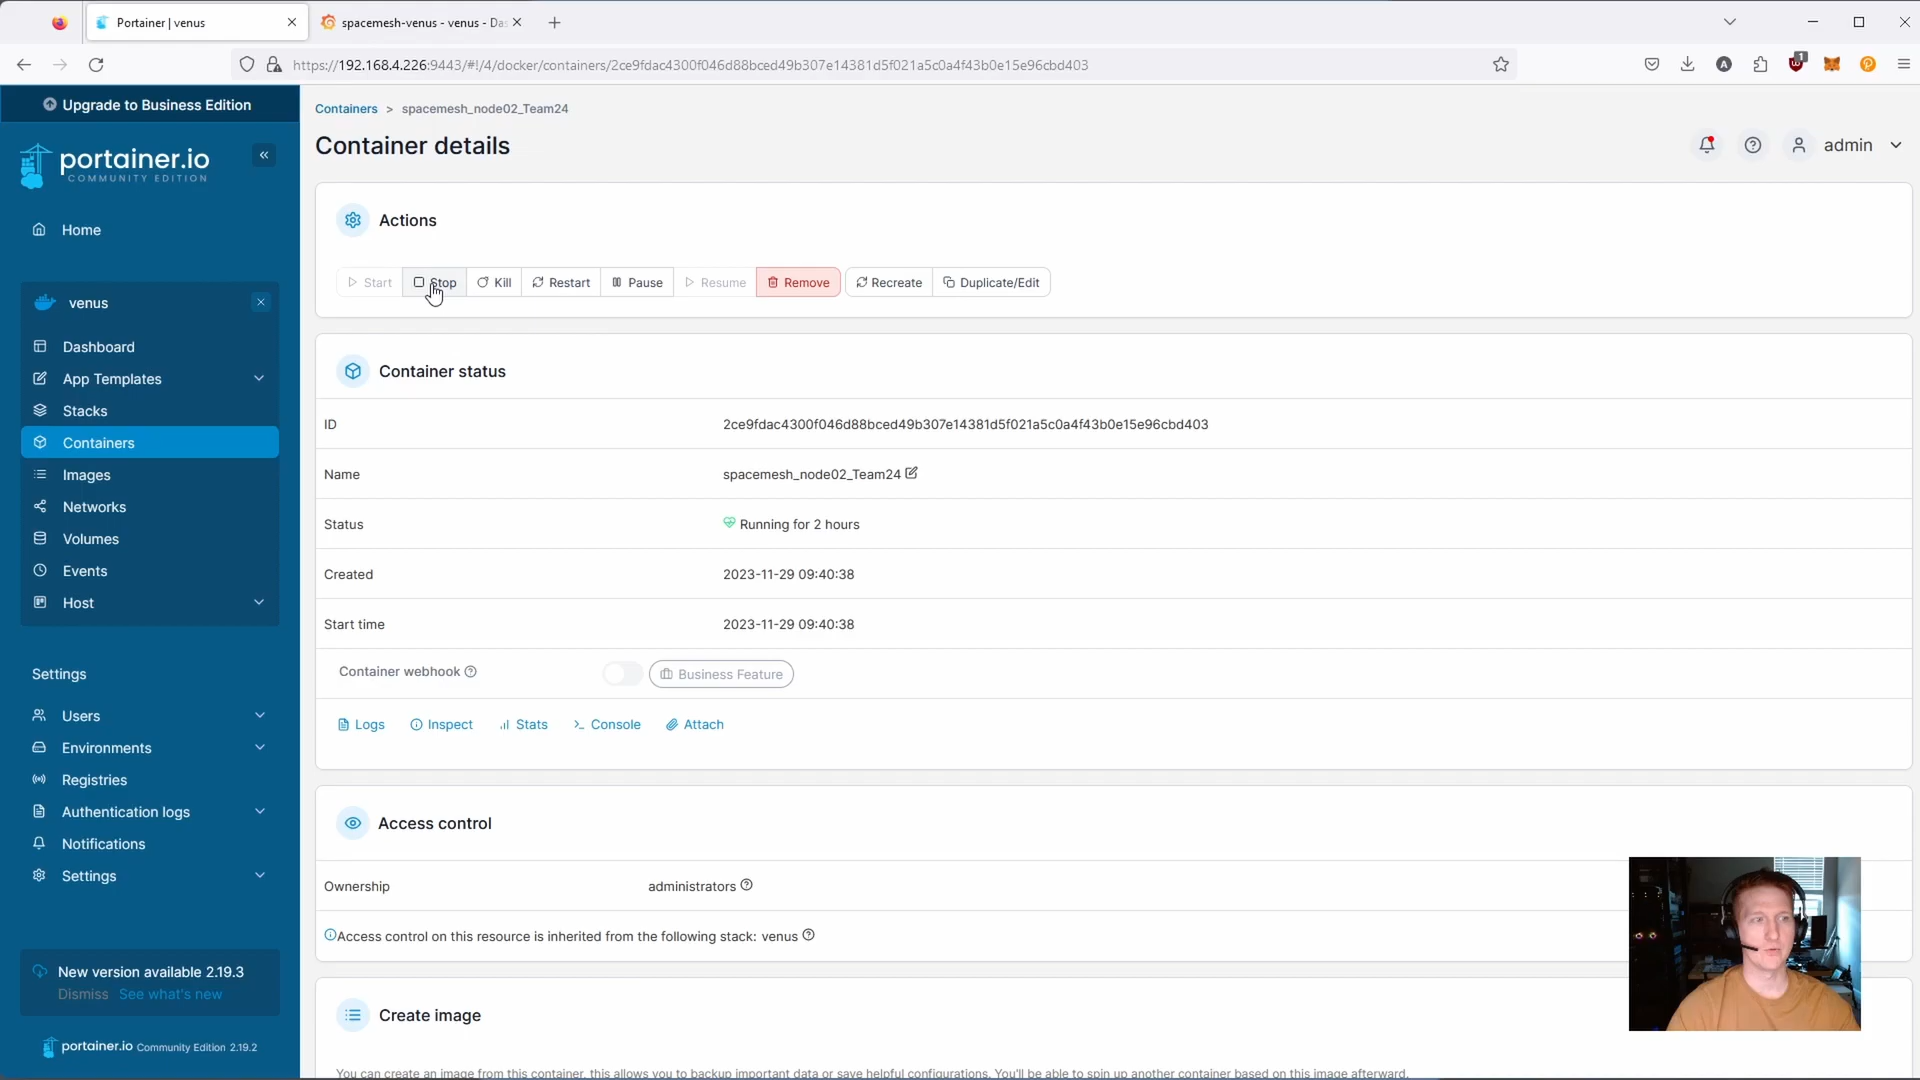 Portainer | venus
spacemesh-venus - venus - Da
https://192.168.4.226:9443/#!/4/docker/containers/2ce9fdac4300f046d88bced49b307e14381d5f021a5c0a4f43b0e15e96cbd403
1
Upgrade to Business Edition
portainer.io
COMMUNITY EDITION
Home
venus
Dashboard
App Templates
Stacks
Containers
Images
Networks
Volumes
Events
Host
Settings
Users
Environments
Registries
Authentication logs
Notifications
Settings
New version available 2.19.3
Dismiss See what's new
portainer.io Community Edition 2.19.2
Containers > spacemesh_node02_Team24
Container details
admin
Actions
Start Stop Kill Restart Pause Resume Remove Recreate Duplicate/Edit
Container status
ID 2ce9fdac4300f046d88bced49b307e14381d5f021a5c0a4f43b0e15e96cbd403
Name spacemesh_node02_Team24
Status Running for 2 hours
Created 2023-11-29 09:40:38
Start time 2023-11-29 09:40:38
Container webhook Business Feature
Logs Inspect Stats Console Attach
Access control
Ownership administrators
Access control on this resource is inherited from the following stack: venus
Create image
You can create an image from this container, this allows you to backup important data or save helpful configurations. You'll be able to spin up another container based on this image afterward.